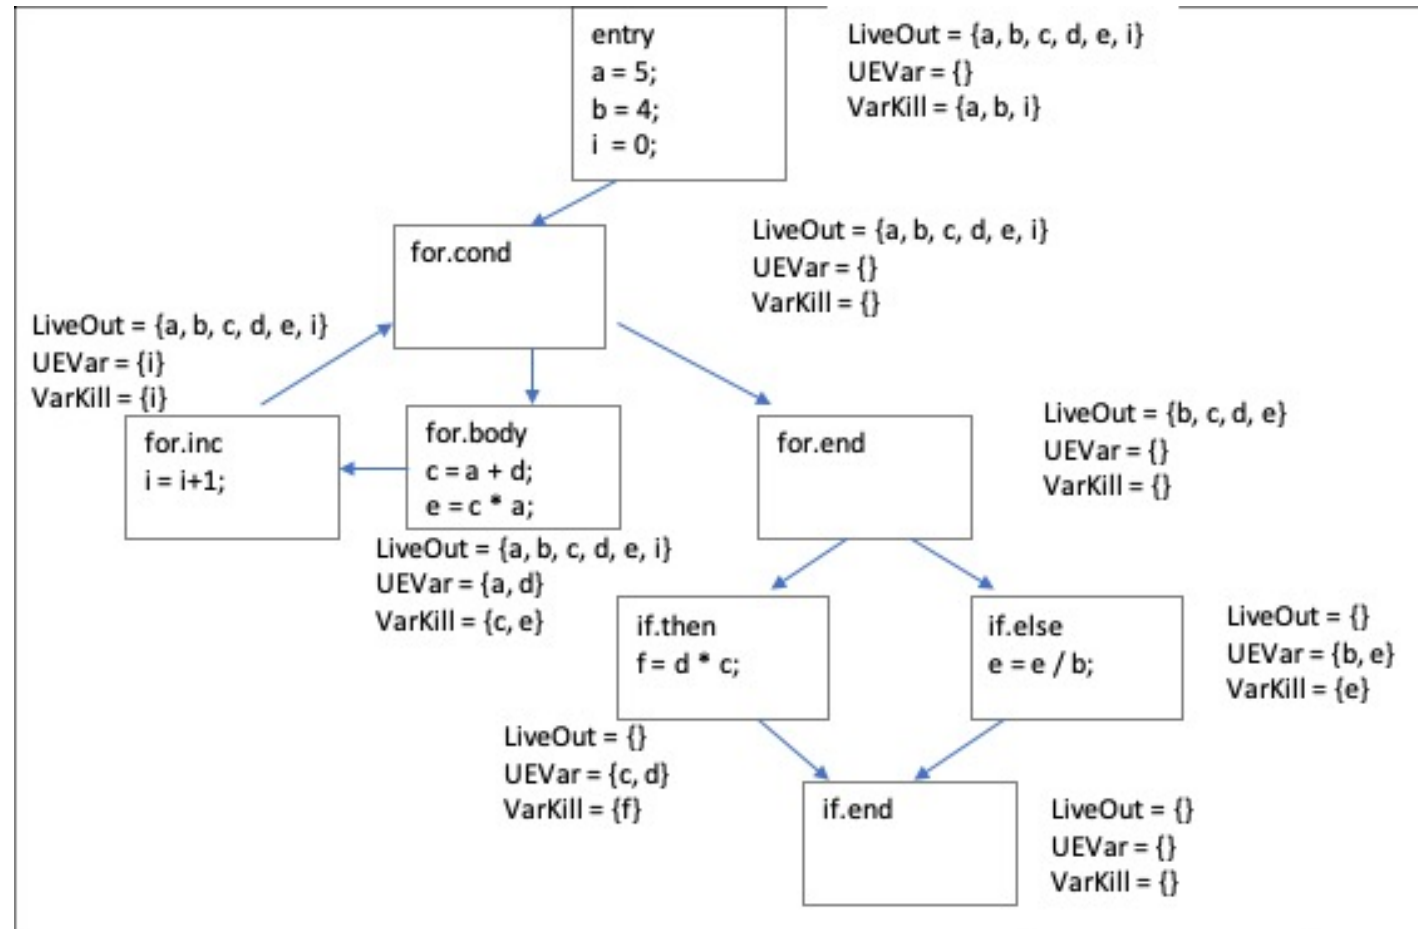 entry
a = 5;
b = 4;
i = 0;
LiveOut = {a, b, c, d, e, i}
UEVar = {}
VarKill = {a, b, i}
for.cond
LiveOut = {a, b, c, d, e, i}
UEVar = {}
VarKill = {}
LiveOut = {a, b, c, d, e, i}
UEVar = {i}
VarKill = {i}
for.inc
i = i+1;
for.body
c = a + d;
e = c * a;
LiveOut = {a, b, c, d, e, i}
UEVar = {a, d}
VarKill = {c, e}
for.end
LiveOut = {b, c, d, e}
UEVar = {}
VarKill = {}
if.then
f = d * c;
LiveOut = {}
UEVar = {c, d}
VarKill = {f}
if.else
e = e / b;
LiveOut = {}
UEVar = {b, e}
VarKill = {e}
if.end
LiveOut = {}
UEVar = {}
VarKill = {}